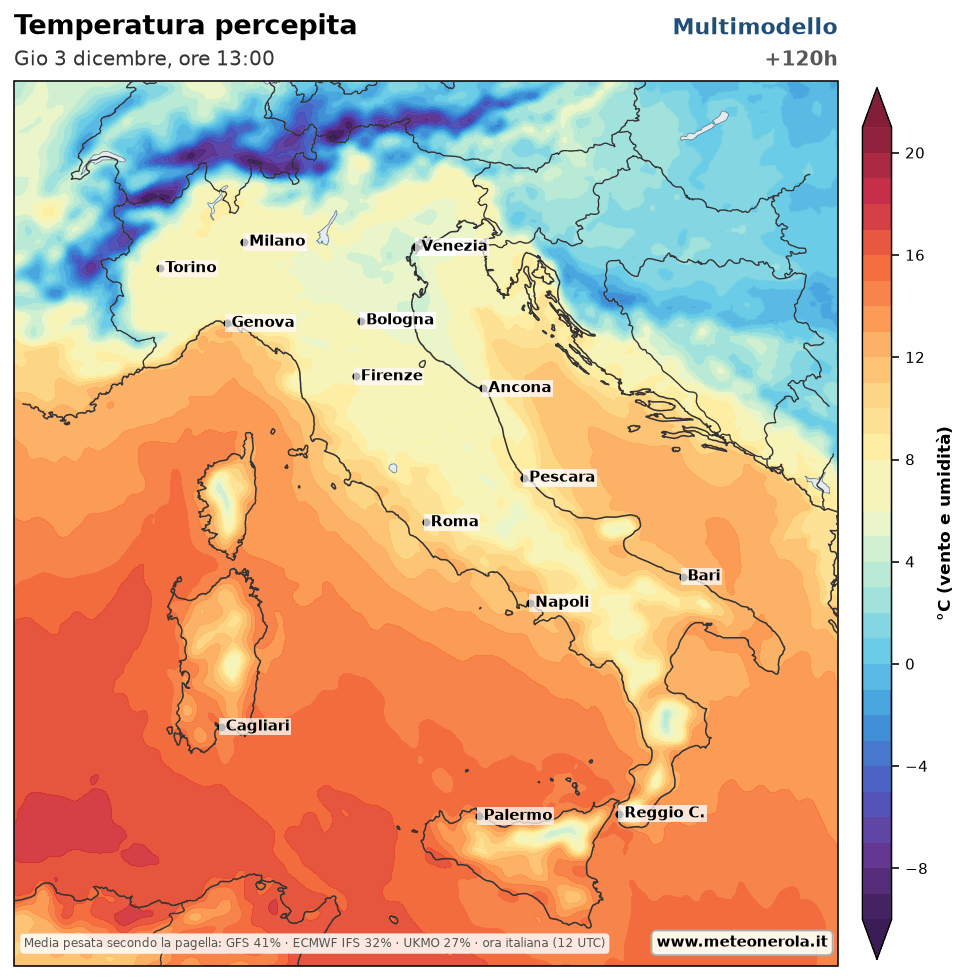 Temperatura percepita
Multimodello
Gio 3 dicembre, ore 13:00
+120h
Milano
Venezia
Torino
Genova
Bologna
Firenze
Ancona
Pescara
Roma
Bari
Napoli
Cagliari
Palermo
Reggio C.
20
16
12
8
4
0
−4
−8
°C (vento e umidità)
Media pesata secondo la pagella: GFS 41% · ECMWF IFS 32% · UKMO 27% · ora italiana (12 UTC)
www.meteonerola.it